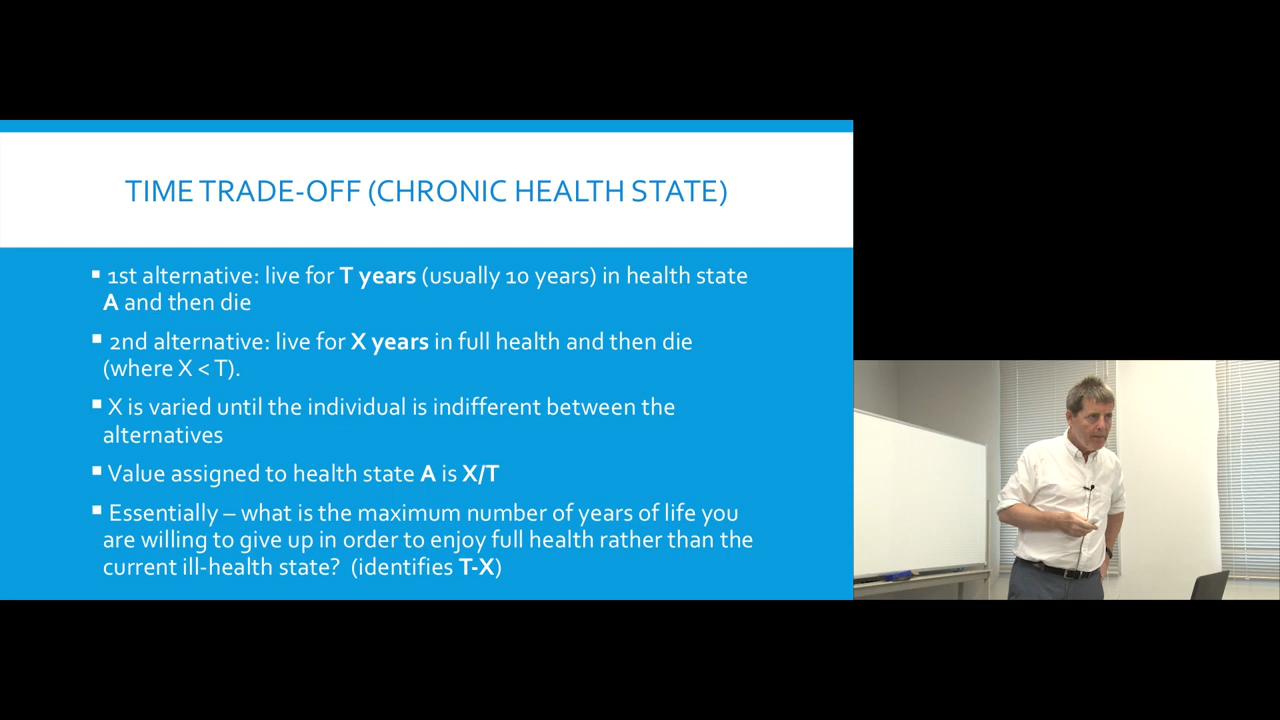 TIME TRADE-OFF (CHRONIC HEALTH STATE)
▪ 1st alternative: live for T years (usually 10 years) in health state
A and then die
▪ 2nd alternative: live for X years in full health and then die
(where X < T).
▪ X is varied until the individual is indifferent between the
alternatives
▪ Value assigned to health state A is X/T
▪ Essentially – what is the maximum number of years of life you
are willing to give up in order to enjoy full health rather than the
current ill-health state? (identifies T-X)